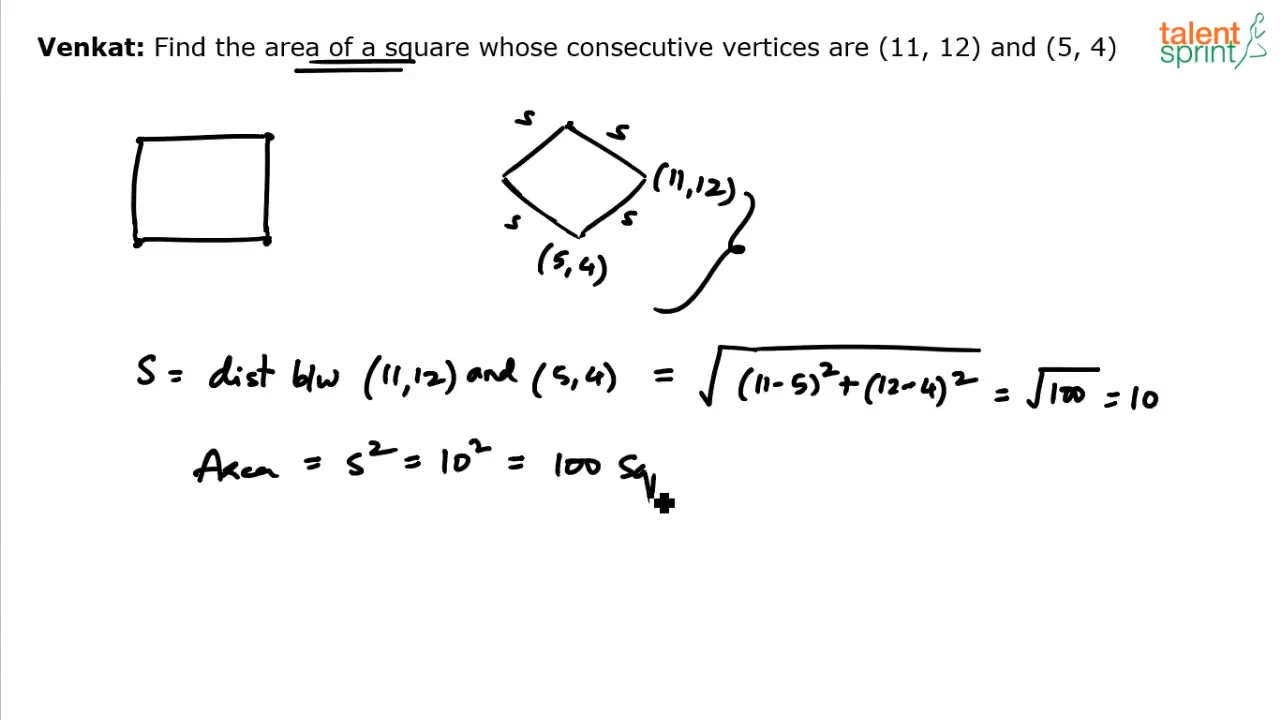 Venkat: Find the area of a square whose consecutive vertices are (11, 12) and (5, 4)
talent
sprint
s
s
(11,12)
s
s
(5,4)
S = dist b/w (11,12) and (5,4) = √((11-5)²+(12-4)²) = √100 = 10
Area = s² = 10² = 100 Sq